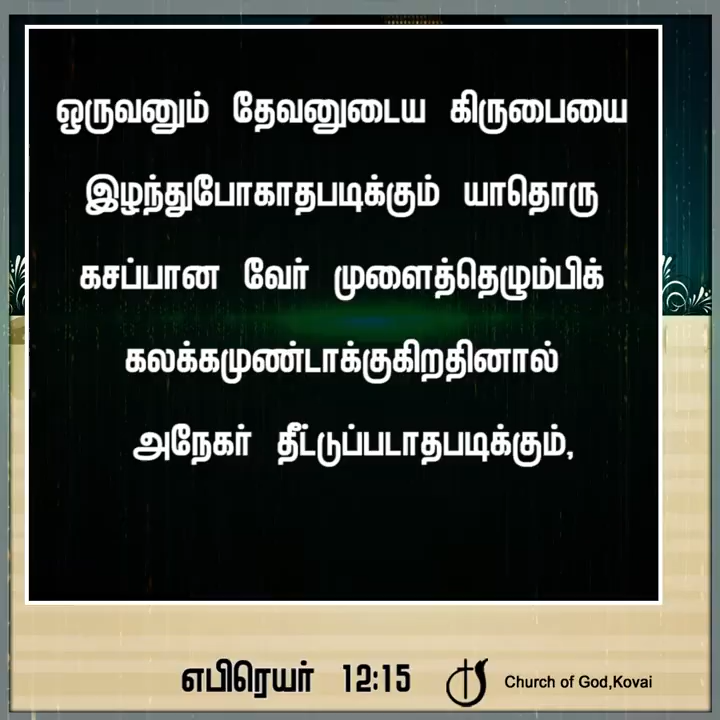 ஒருவனும் தேவனுடைய கிருபையை
இழந்துபோகாதபடிக்கும் யாதொரு
கசப்பான வேர் முளைத்தெழும்பிக்
கலக்கமுண்டாக்குகிறதினால்
அநேகர் தீட்டுப்படாதபடிக்கும்,
எபிரெயர் 12:15
Church of God,Kovai